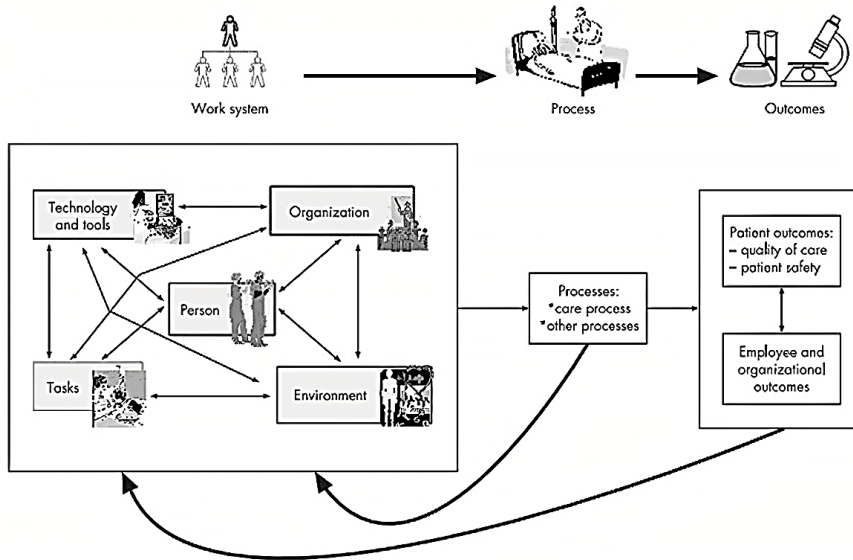 Work system
Process
Outcomes
Technology
and tools
Organization
Person
Tasks
Environment
Processes:
*care process
*other processes
Patient outcomes:
– quality of care
– patient safety
Employee and
organizational
outcomes